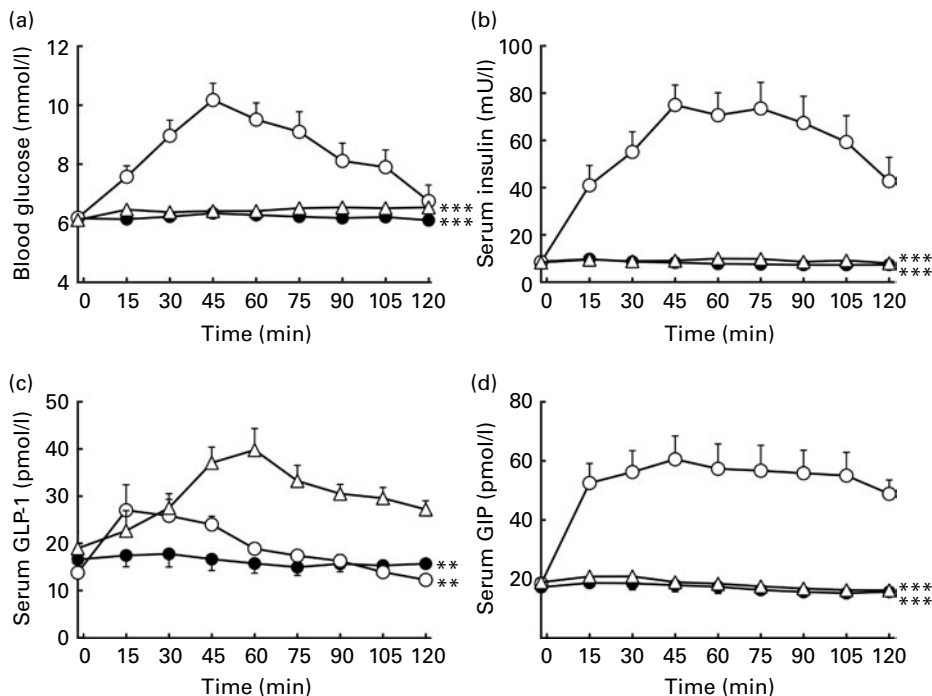 (a)
Blood glucose (mmol/l)
12
10
8
6
4
***
***
0 15 30 45 60 75 90 105 120
Time (min)
(b)
Serum insulin (mU/l)
100
80
60
40
20
0
***
***
0 15 30 45 60 75 90 105 120
Time (min)
(c)
Serum GLP-1 (pmol/l)
50
40
30
20
10
0
**
**
0 15 30 45 60 75 90 105 120
Time (min)
(d)
Serum GIP (pmol/l)
80
60
40
20
***
***
0 15 30 45 60 75 90 105 120
Time (min)